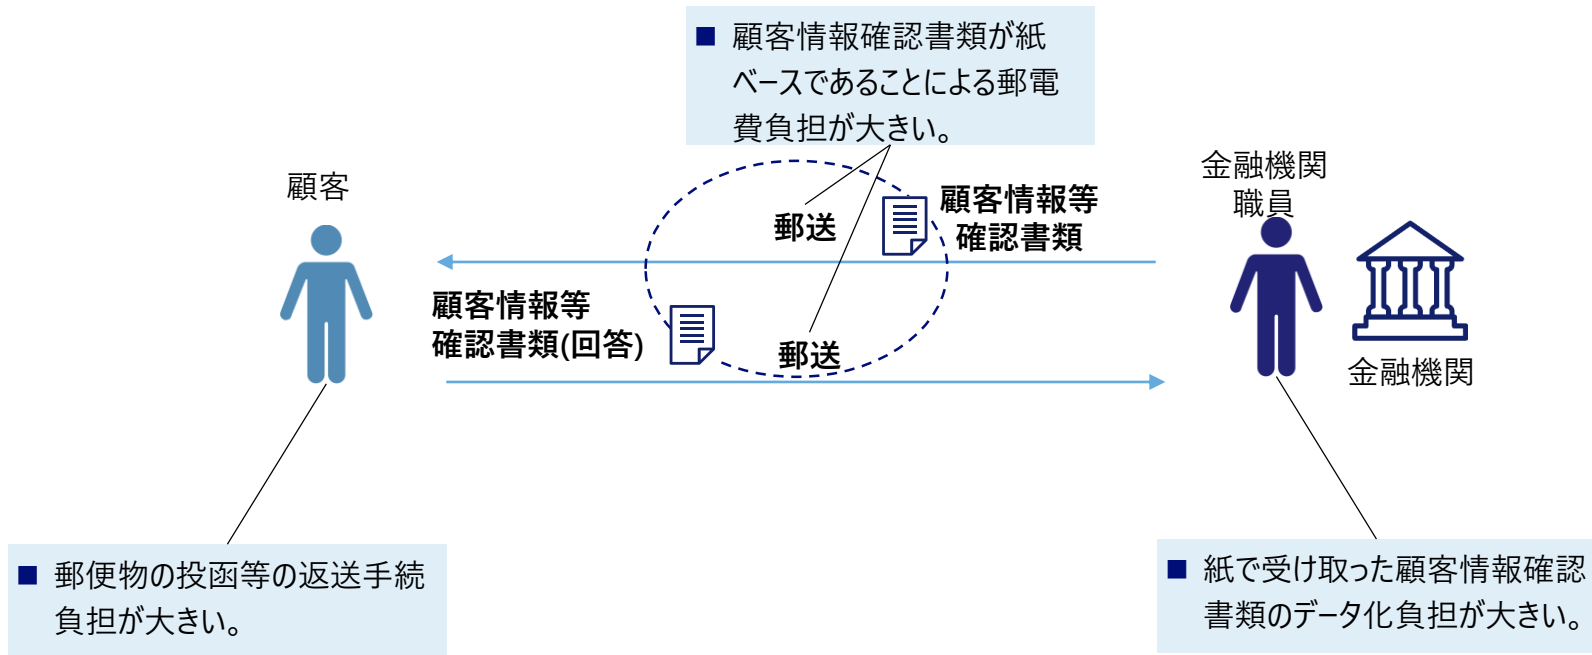 ■ 顧客情報確認書類が紙
ベースであることによる郵電
費負担が大きい。
顧客
金融機関
職員
郵送
顧客情報等
確認書類
顧客情報等
確認書類(回答)
郵送
金融機関
■ 郵便物の投函等の返送手続
負担が大きい。
■ 紙で受け取った顧客情報確認
書類のデータ化負担が大きい。